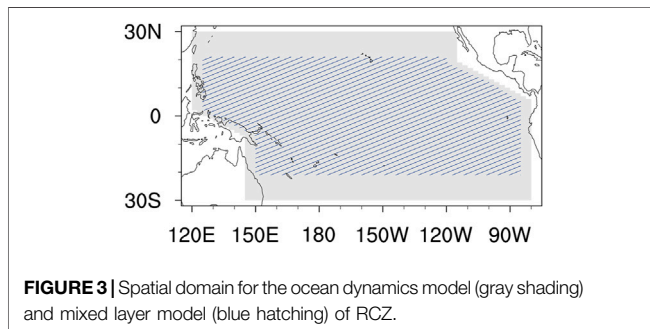 30N
0
30S
120E 150E 180 150W 120W 90W
FIGURE 3 | Spatial domain for the ocean dynamics model (gray shading)
and mixed layer model (blue hatching) of RCZ.